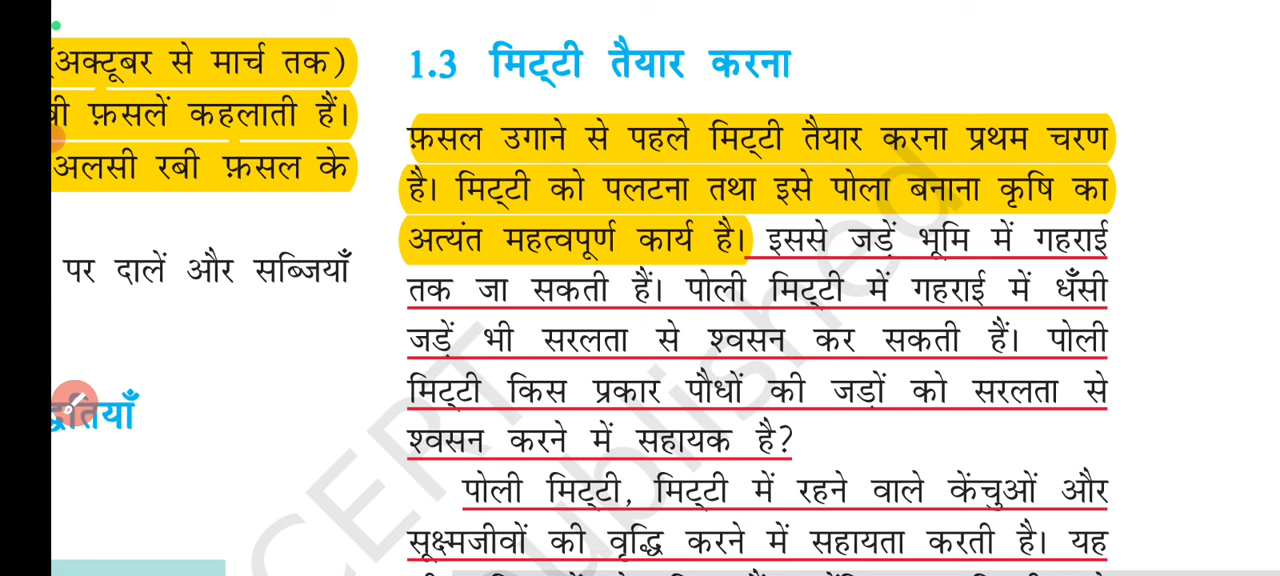 (अक्टूबर से मार्च तक)
फ़सलें कहलाती हैं।
अलसी रबी फ़सल के
पर दालें और सब्जियाँ
1.3 मिट्टी तैयार करना
फ़सल उगाने से पहले मिट्टी तैयार करना प्रथम चरण
है। मिट्टी को पलटना तथा इसे पोला बनाना कृषि का
अत्यंत महत्वपूर्ण कार्य है। इससे जड़ें भूमि में गहराई
तक जा सकती हैं। पोली मिट्टी में गहराई में धँसी
जड़ें भी सरलता से श्वसन कर सकती हैं। पोली
मिट्टी किस प्रकार पौधों की जड़ों को सरलता से
श्वसन करने में सहायक है?
पोली मिट्टी, मिट्टी में रहने वाले केंचुओं और
सूक्ष्मजीवों की वृद्धि करने में सहायता करती है। यह